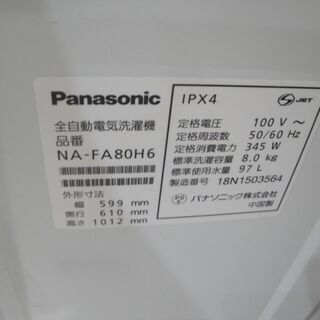 Panasonic
全自動電気洗濯機
品番
NA-FA80H6
外形寸法
幅 599 mm
奥行 610 mm
高さ 1012 mm
IPX4
JET
定格電圧 100 V ～
定格周波数 50/60 Hz
定格消費電力 345 W
標準洗濯容量 8.0 kg
標準使用水量 97 L
製造番号 18N1503564
パナソニック株式会社
中国製